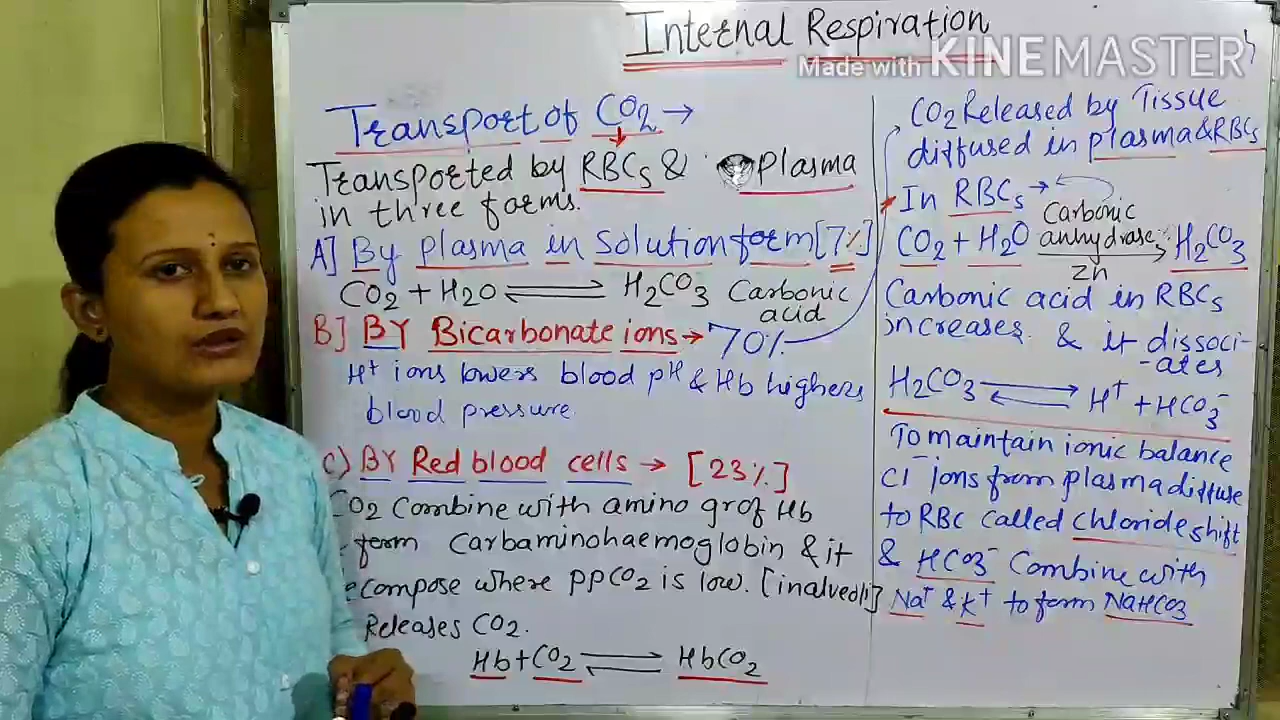 Internal Respiration
Made with KINEMASTER
Transport of CO2 →
Transported by RBCs & Plasma
in three forms.
A] By plasma in solution form [7%]
CO2 + H2O ⇌ H2CO3 Carbonic
acid
B] BY Bicarbonate ions → 70%
H+ ions lowers blood pH & Hb highers
blood pressure
C) BY Red blood cells → [23%]
CO2 combine with amino gr of Hb
form Carbaminohaemoglobin & it
ecompose where ppCO2 is low. [inalveoli]
Releases CO2.
Hb + CO2 ⇌ HbCO2
CO2 Released by Tissue
diffused in plasma & RBCs
In RBCs →
Carbonic
CO2 + H2O anhydrase → H2CO3
Zn
Carbonic acid in RBCs
increases. & it dissoci-
-ates
H2CO3 ⇌ H+ + HCO3-
To maintain ionic balance
Cl- ions from plasma diffuse
to RBC called chloride shift
& HCO3- Combine with
Na+ & K+ to form NaHCO3